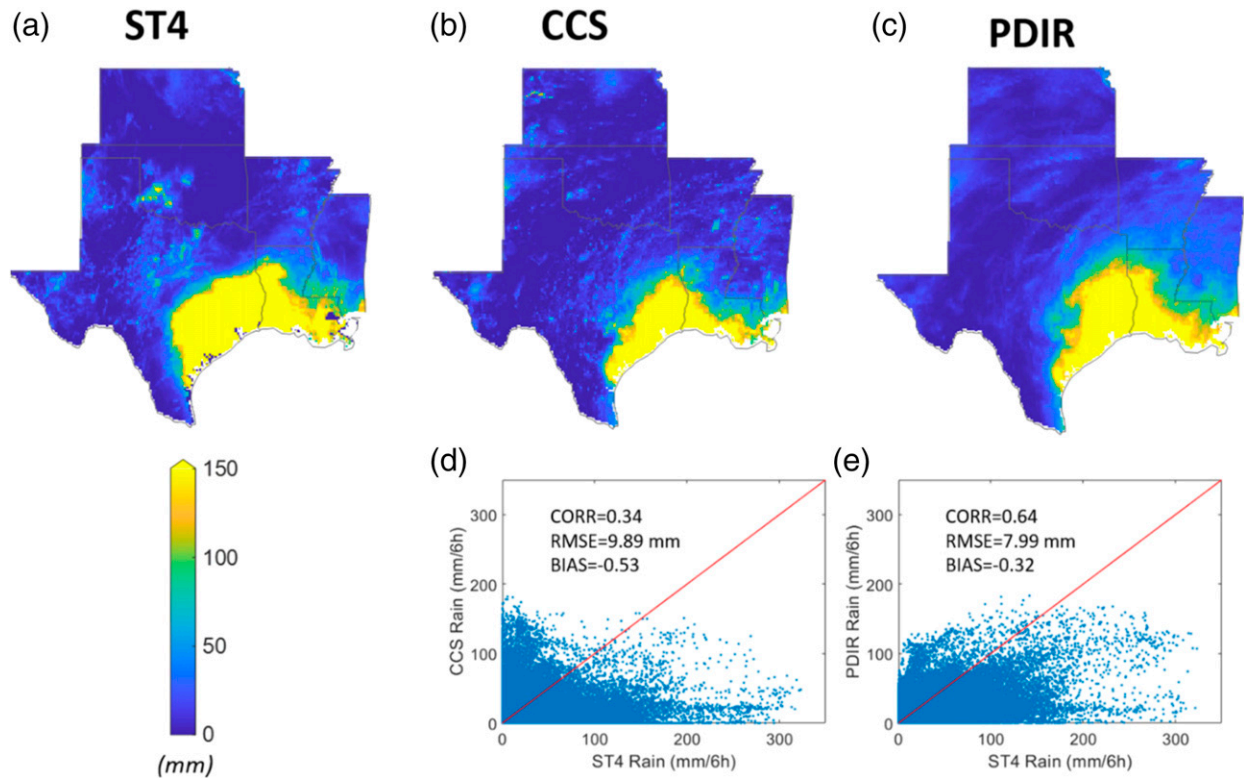 (a) ST4
(b) CCS
(c) PDIR
150
100
50
0
(mm)
(d)
CORR=0.34
RMSE=9.89 mm
BIAS=-0.53
300
200
100
0
CCS Rain (mm/6h)
0 100 200 300
ST4 Rain (mm/6h)
(e)
CORR=0.64
RMSE=7.99 mm
BIAS=-0.32
300
200
100
0
PDIR Rain (mm/6h)
0 100 200 300
ST4 Rain (mm/6h)